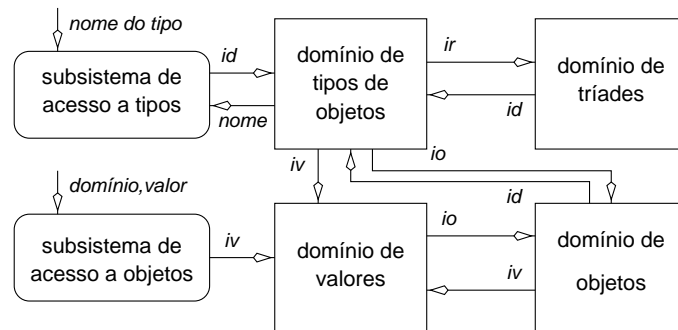 nome do tipo
subsistema de
acesso a tipos
id
nome
domínio de
tipos de
objetos
ir
id
domínio de
tríades
iv
io
id
domínio,valor
subsistema de
acesso a objetos
iv
domínio de
valores
io
iv
domínio de
objetos